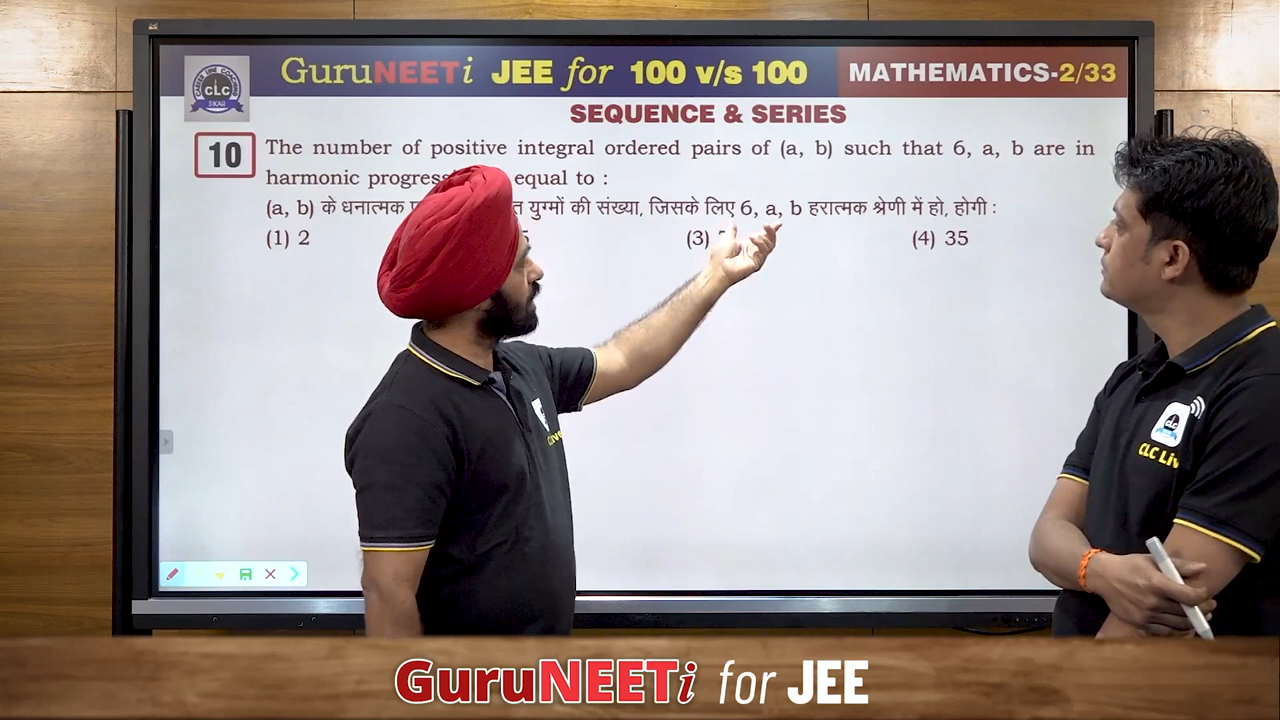 GuruNEETi JEE for 100 v/s 100 MATHEMATICS-2/33
CLC
SIKAR
SEQUENCE & SERIES
10 The number of positive integral ordered pairs of (a, b) such that 6, a, b are in
harmonic equal to :
(a, b) के धनात्मक युग्मों की संख्या, जिसके लिए 6, a, b हरात्मक श्रेणी में हो, होगी :
(1) 2 (3) (4) 35
CLC
CLC
GuruNEETi for JEE